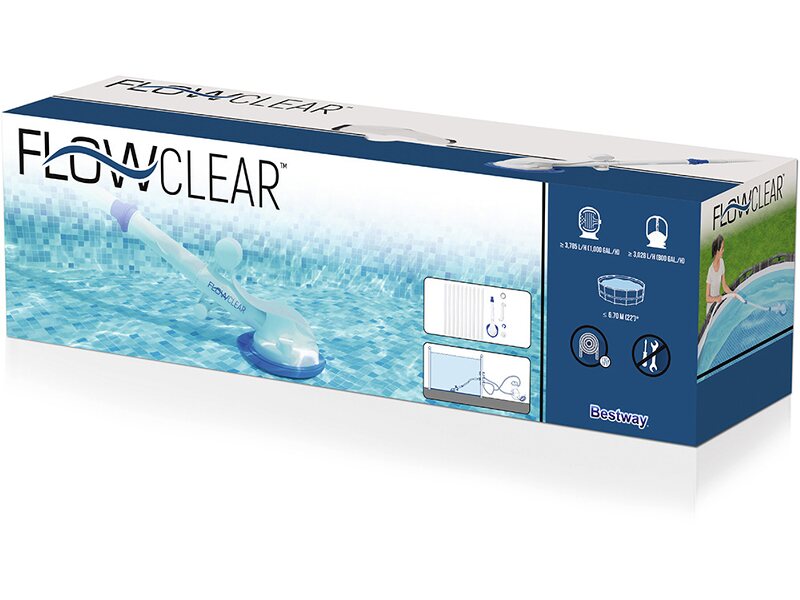 FLOWCLEAR
FLOWCLEAR™
FLOWCLEAR
≥ 3,785 L/H (1,000 GAL./H)
≥ 3,028 L/H (800 GAL./H)
≤ 6.70 M (22')*
Bestway
FLOWCLEAR